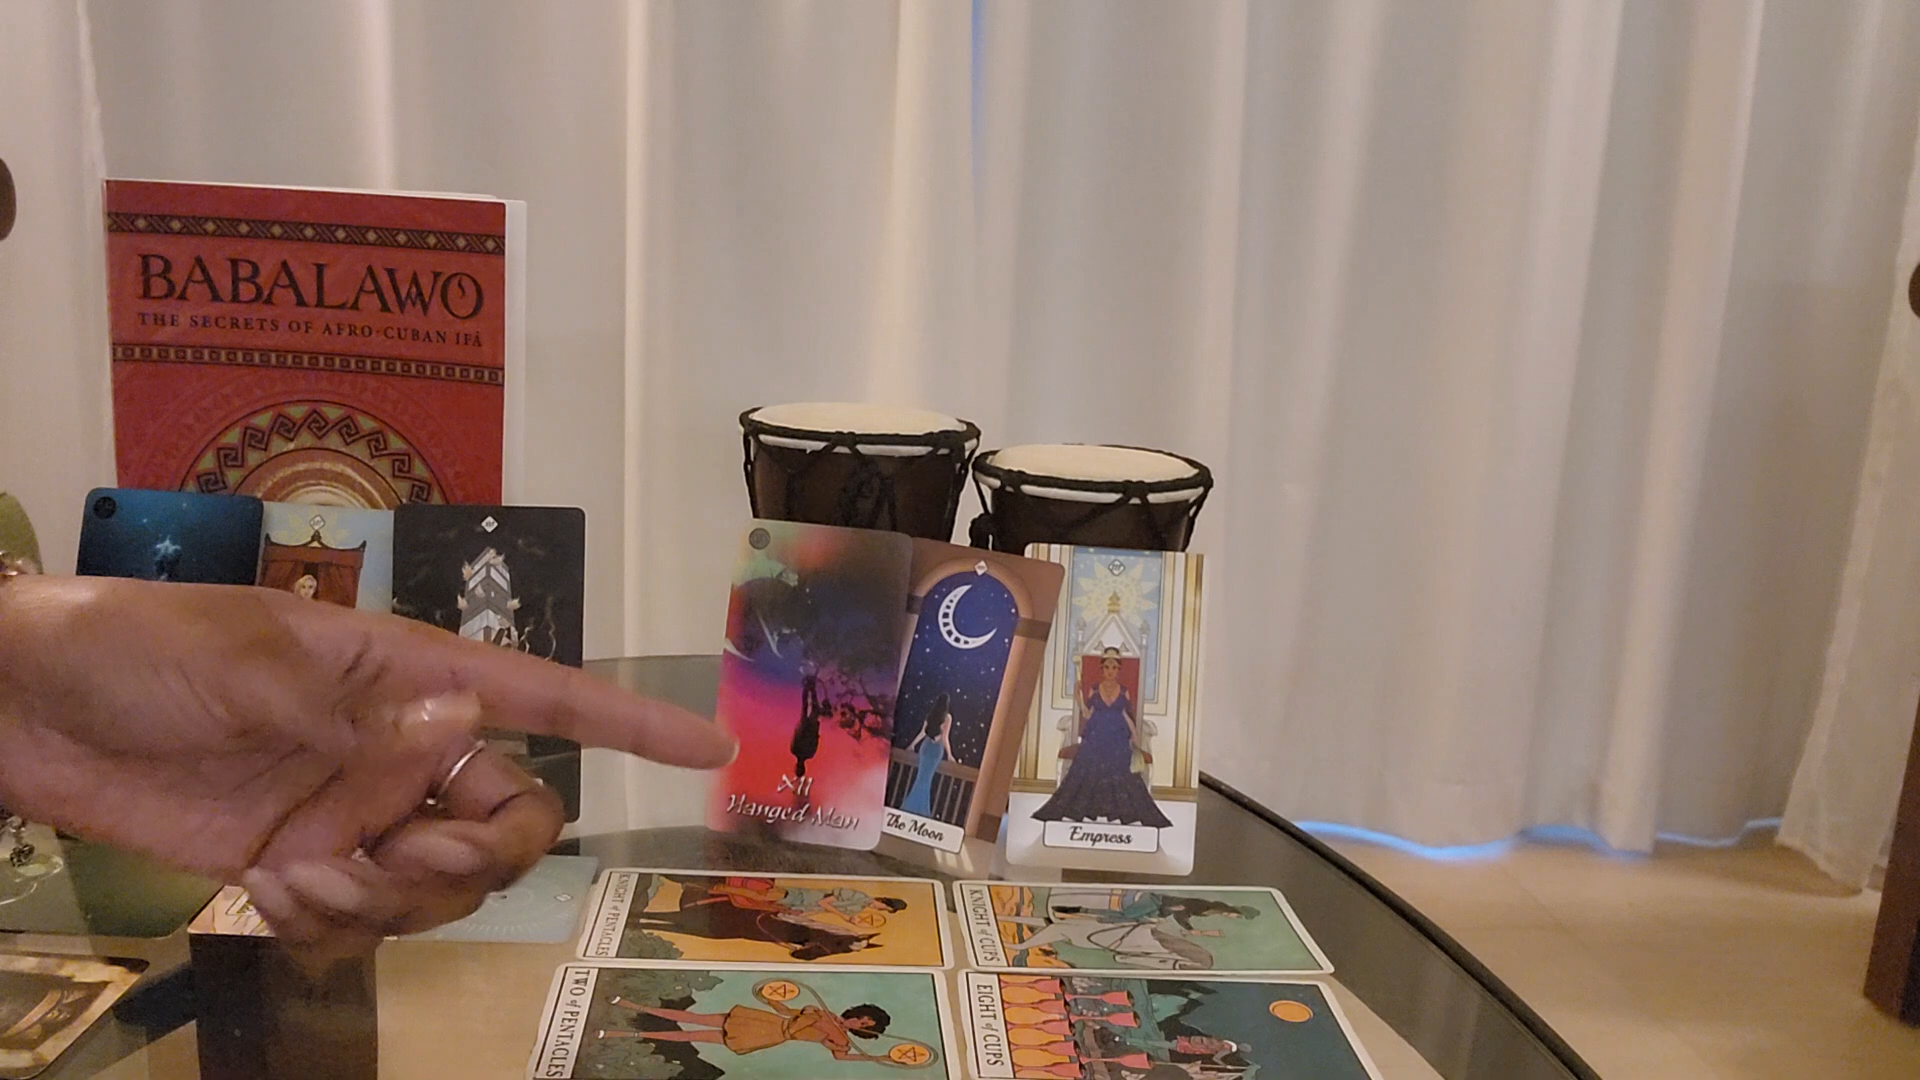 BABALAWO
THE SECRETS OF AFRO-CUBAN IFÁ
XII
Hanged Man
The Moon
Empress
KNIGHT of PENTACLES
KNIGHT of CUPS
TWO of PENTACLES
EIGHT of CUPS